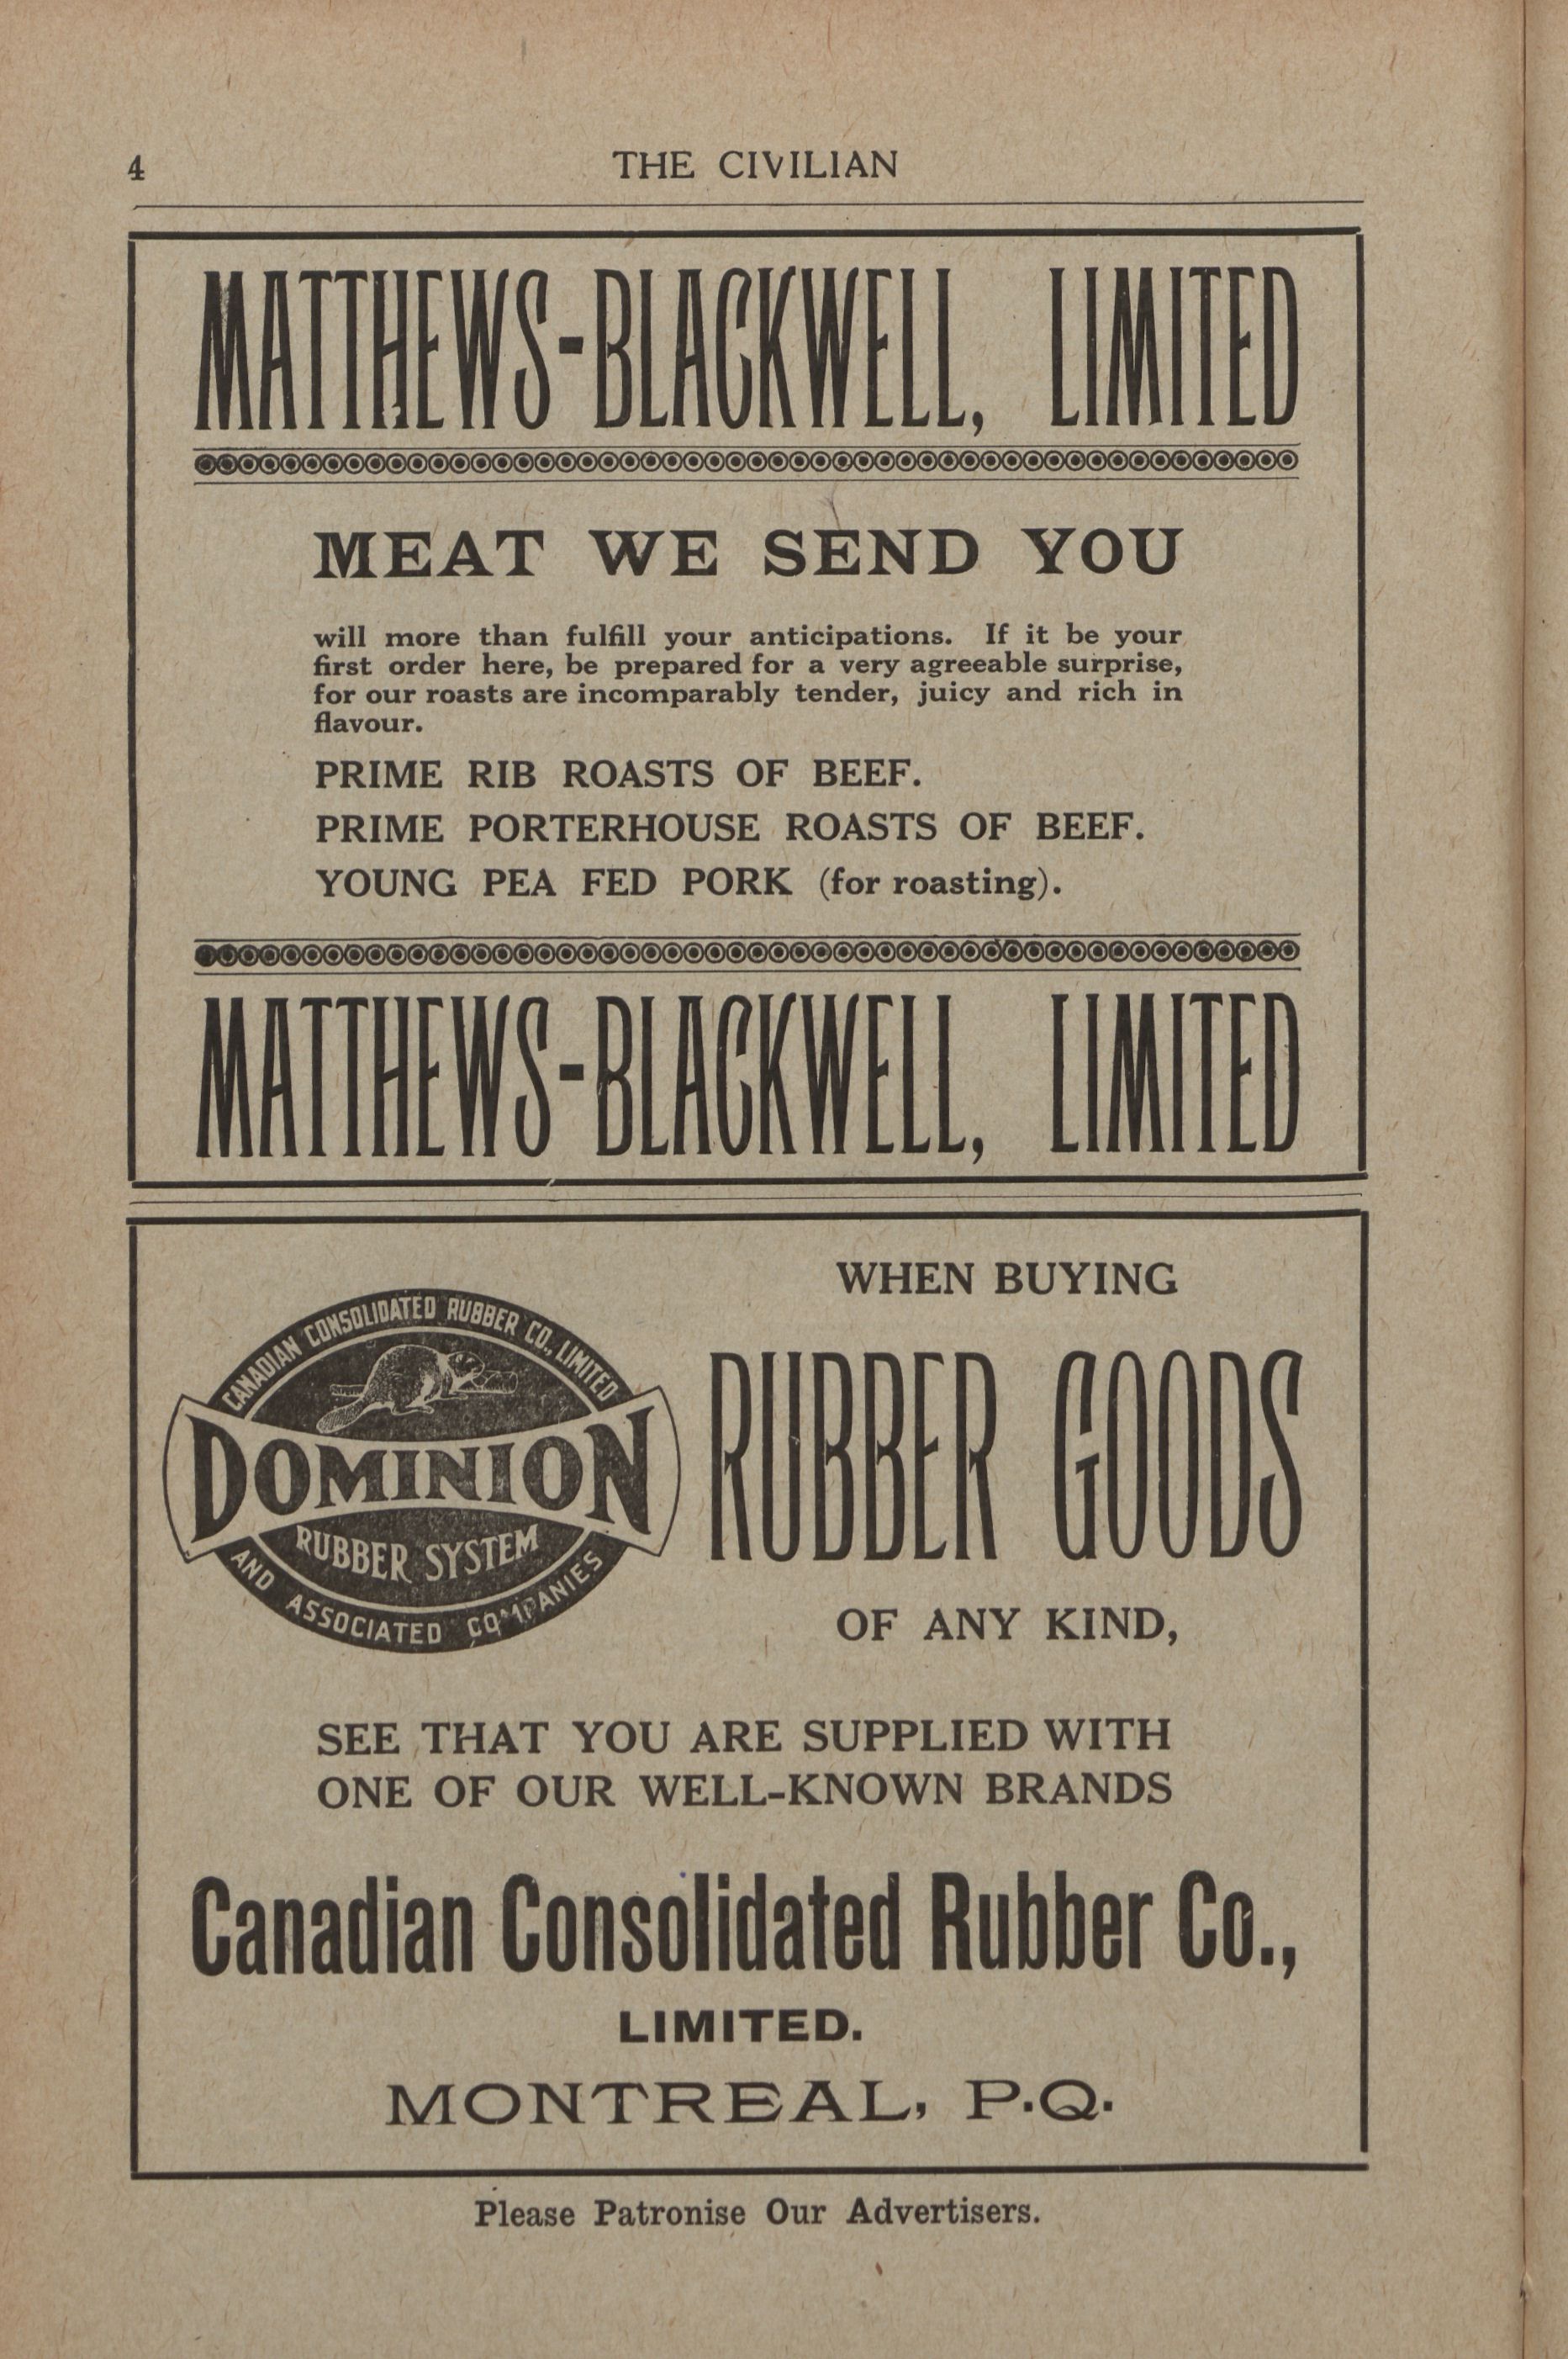 4
THE CIVILIAN
MATTHEWS-BLACKWELL, LIMITED
MEAT WE SEND YOU
will more than fulfill your anticipations. If it be your
first order here, be prepared for a very agreeable surprise,
for our roasts are incomparably tender, juicy and rich in
flavour.
PRIME RIB ROASTS OF BEEF.
PRIME PORTERHOUSE ROASTS OF BEEF.
YOUNG PEA FED PORK (for roasting).
MATTHEWS-BLACKWELL, LIMITED
CANADIAN CONSOLIDATED RUBBER CO., LIMITED
DOMINION
RUBBER SYSTEM
AND ASSOCIATED COMPANIES
WHEN BUYING
RUBBER GOODS
OF ANY KIND,
SEE THAT YOU ARE SUPPLIED WITH
ONE OF OUR WELL-KNOWN BRANDS
Canadian Consolidated Rubber Co.,
LIMITED.
MONTREAL, P.Q.
Please Patronise Our Advertisers.